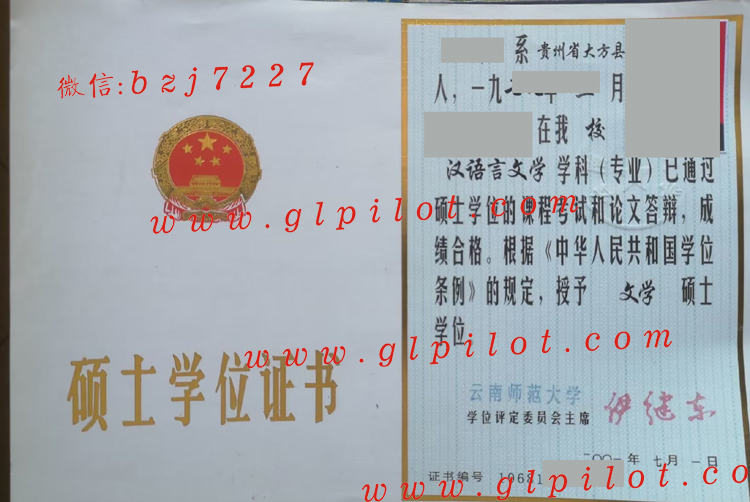 微信:bzj7227
硕士学位证书
系 贵州省大方县
人，一九 月
在我 校
汉语言文学 学科（专业）已通过
硕士学位的课程考试和论文答辩，成
绩合格。根据《中华人民共和国学位
条例》的规定，授予 文学 硕士
学位
云南师范大学
学位评定委员会主席 伊继东
二〇〇一年 七月 一日
证书编号 10681
www.glpilot.com
www.glpilot.com
www.glpilot.co